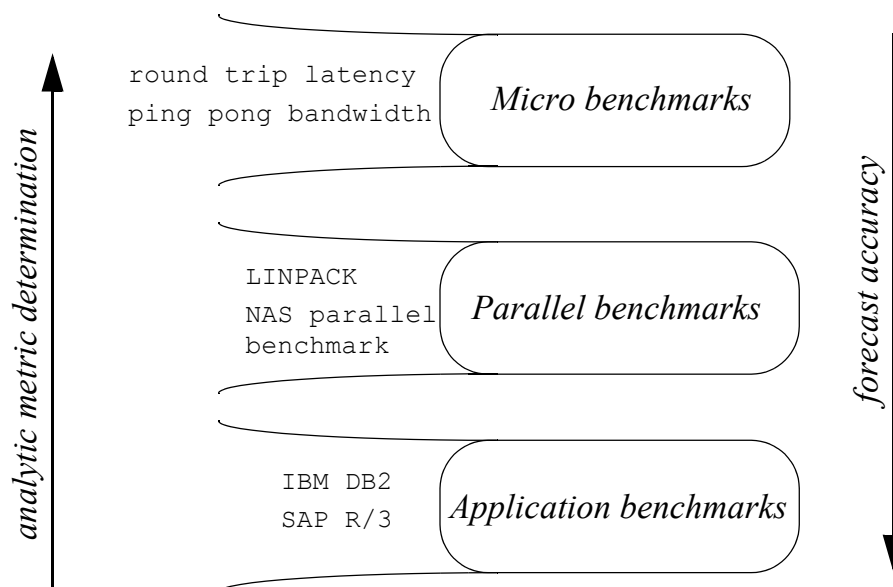 analytic metric determination
round trip latency
ping pong bandwidth
Micro benchmarks
LINPACK
NAS parallel
benchmark
Parallel benchmarks
IBM DB2
SAP R/3
Application benchmarks
forecast accuracy